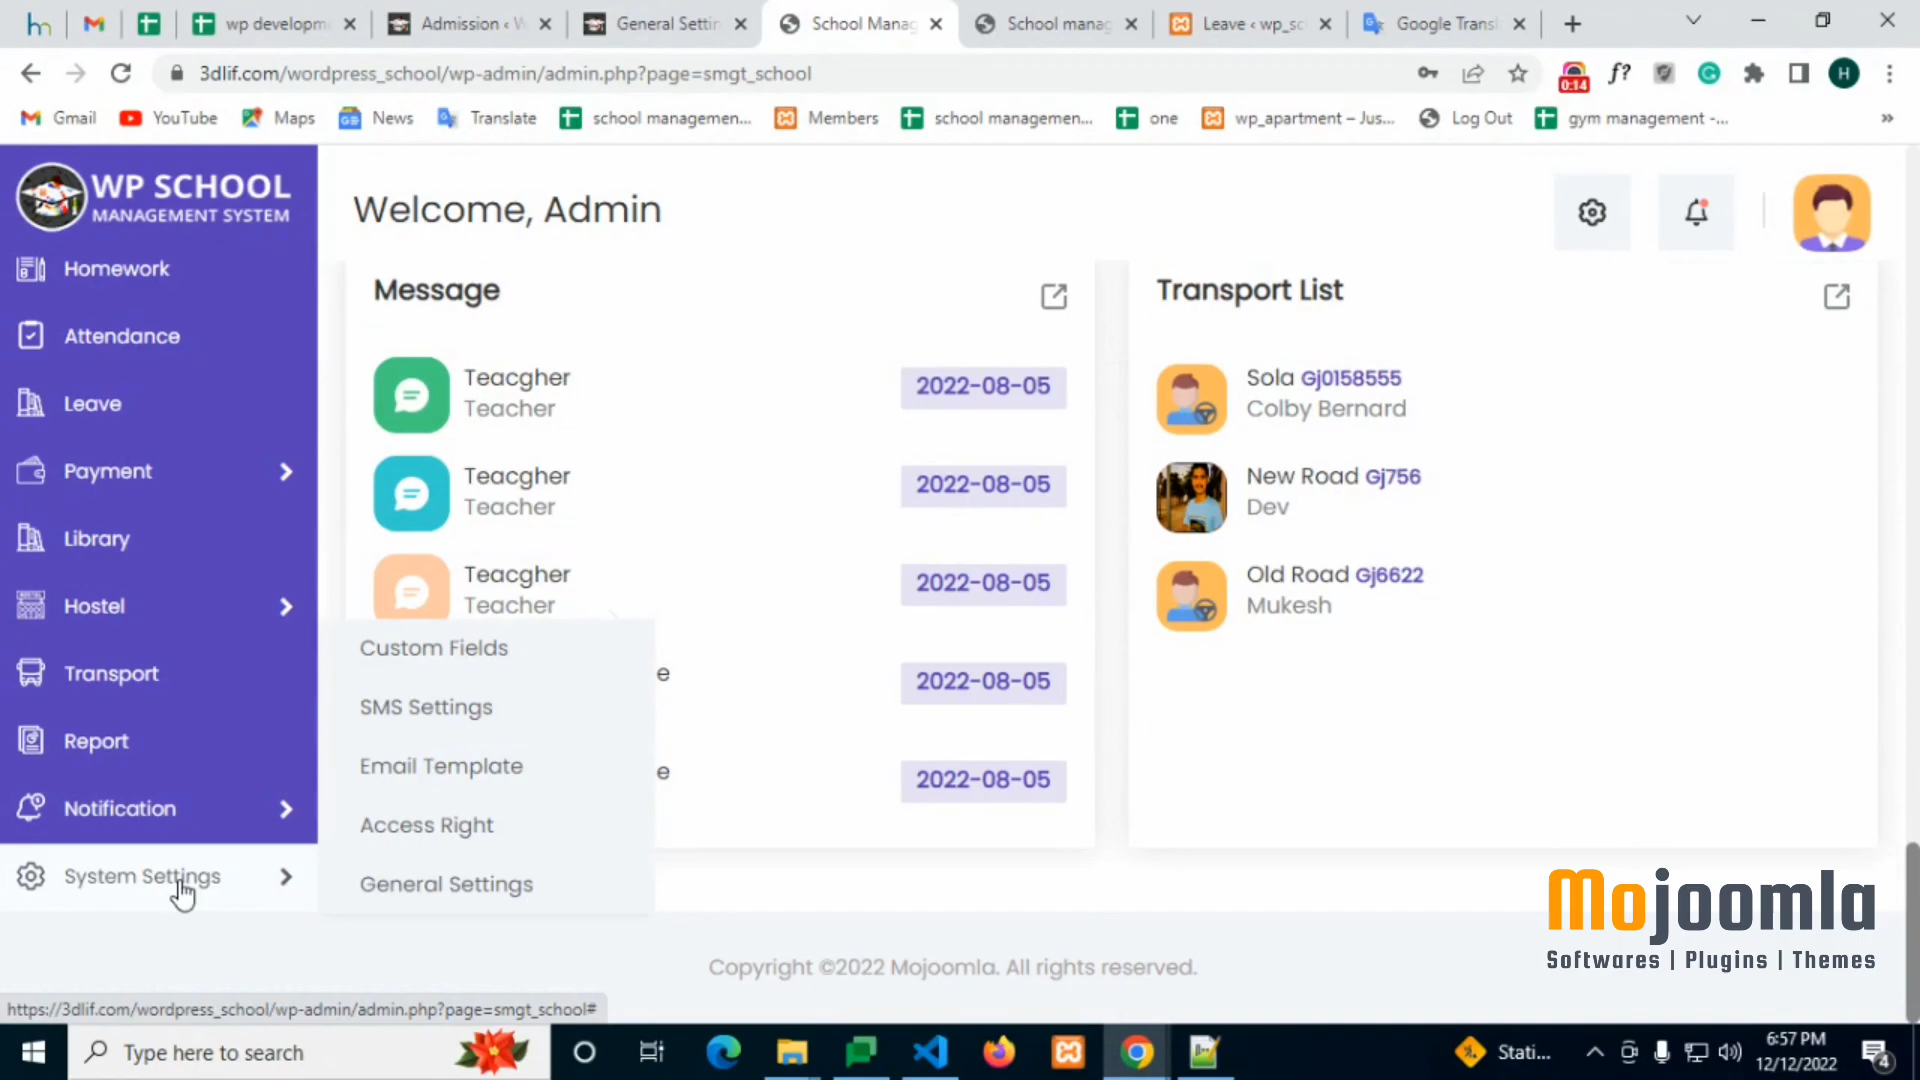 wp developm
Admission ‹ W
General Settin
School Manag
School manag
Leave ‹ wp_sc
Google Transl
3dlif.com/wordpress_school/wp-admin/admin.php?page=smgt_school
0:14
f?
H
Gmail
YouTube
Maps
News
Translate
school managemen...
Members
school managemen...
one
wp_apartment – Jus...
Log Out
gym management -...
»
WP SCHOOL
MANAGEMENT SYSTEM
Welcome, Admin
Homework
Attendance
Leave
Payment
Library
Hostel
Transport
Report
Notification
System Settings
Message
Teacgher
Teacher
2022-08-05
Teacgher
Teacher
2022-08-05
Teacgher
Teacher
2022-08-05
e
2022-08-05
e
2022-08-05
Custom Fields
SMS Settings
Email Template
Access Right
General Settings
Transport List
Sola Gj0158555
Colby Bernard
New Road Gj756
Dev
Old Road Gj6622
Mukesh
Mojoomla
Softwares | Plugins | Themes
Copyright ©2022 Mojoomla. All rights reserved.
https://3dlif.com/wordpress_school/wp-admin/admin.php?page=smgt_school#
Type here to search
Stati...
6:57 PM
12/12/2022
4